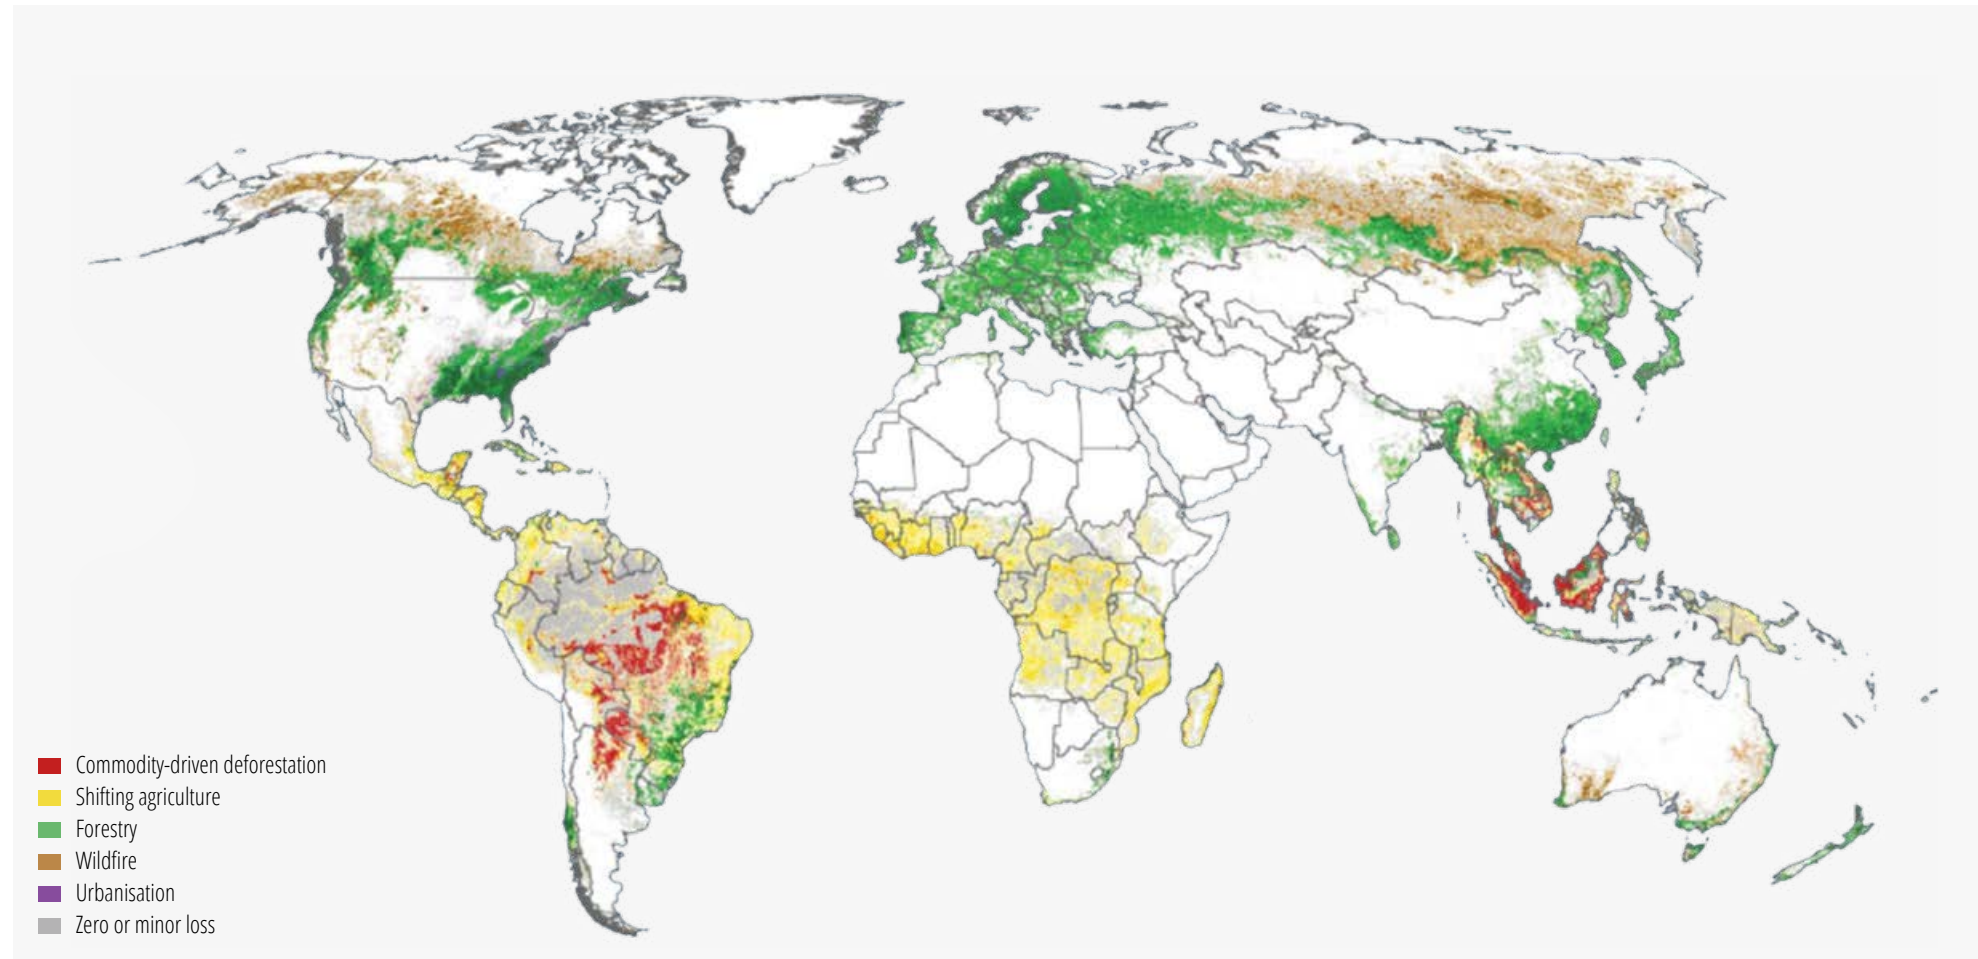 Commodity-driven deforestation
Shifting agriculture
Forestry
Wildfire
Urbanisation
Zero or minor loss